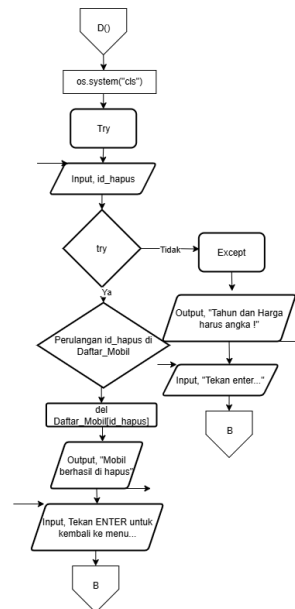 D()
os.system("cls")
Try
Input, id_hapus
try
Tidak
Except
Ya
Output, "Tahun dan Harga
harus angka !"
Perulangan id_hapus di
Daftar_Mobil
Input, "Tekan enter..."
del
Daftar_Mobil[id_hapus]
B
Output, "Mobil
berhasil di hapus"
Input, Tekan ENTER untuk
kembali ke menu...
B